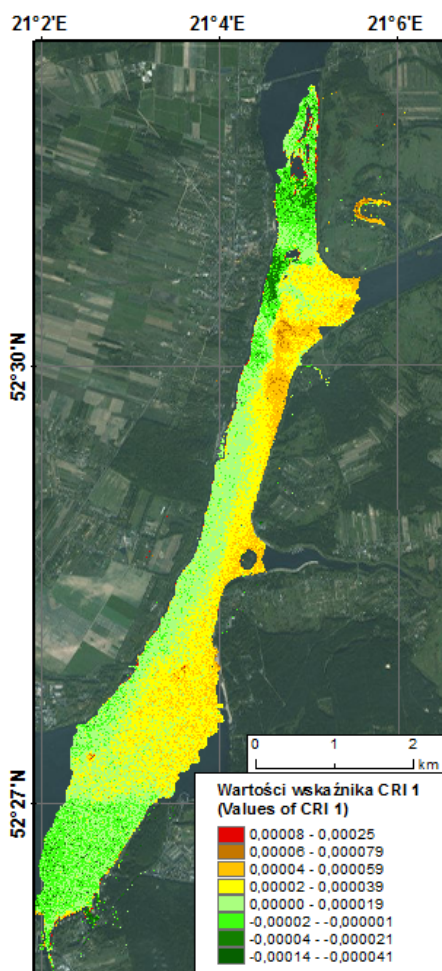 21°2'E 21°4'E 21°6'E
52°30'N
52°27'N
0 1 2
km
Wartości wskaźnika CRI 1
(Values of CRI 1)
0,00008 - 0,00025
0,00006 - 0,000079
0,00004 - 0,000059
0,00002 - 0,000039
0,00000 - 0,000019
-0,00002 - -0,000001
-0,00004 - -0,000021
-0,00014 - -0,000041